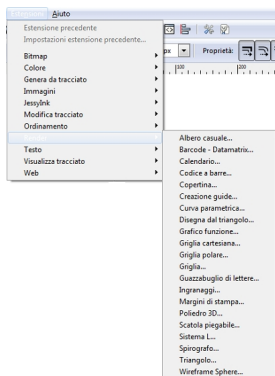 Estensioni Aiuto
Estensione precedente
Impostazioni estensione precedente...
px Proprietà:
Bitmap
100 200
Colore
Genera da tracciato
Immagini
JessyInk
Modifica tracciato
Ordinamento
Testo
Visualizza tracciato
Web
Albero casuale...
Barcode - Datamatrix...
Calendario...
Codice a barre...
Copertina...
Creazione guide...
Curva parametrica...
Disegna dal triangolo...
Grafico funzione...
Griglia cartesiana...
Griglia polare...
Griglia...
Guazzabuglio di lettere...
Ingranaggi...
Margini di stampa...
Poliedro 3D...
Scatola piegabile...
Sistema L...
Spirografo...
Triangolo...
Wireframe Sphere...